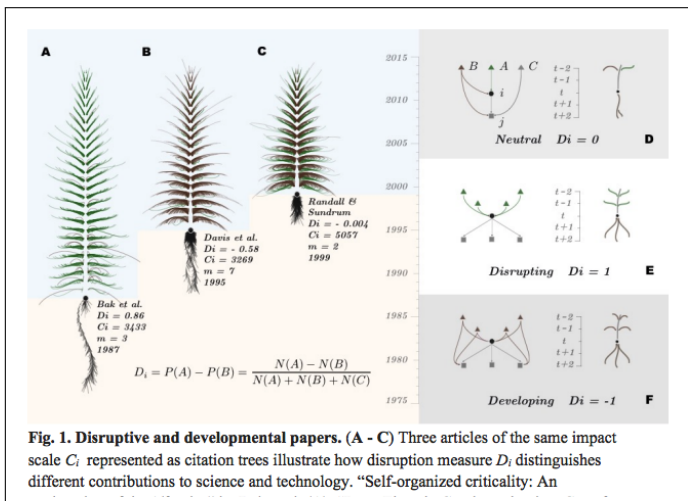 A
B
C
2015
2010
2005
2000
1995
1990
1985
1980
1975
Bak et al.
Di = 0.86
Ci = 3433
m = 3
1987
Davis et al.
Di = - 0.58
Ci = 3269
m = 7
1995
Randall &
Sundrum
Di = - 0.004
Ci = 5057
m = 2
1999
D_i = P(A) − P(B) = N(A) − N(B) / N(A) + N(B) + N(C)
B A C
i
j
t−2
t−1
t
t+1
t+2
Neutral Di = 0 D
t−2
t−1
t
t+1
t+2
Disrupting Di = 1 E
t−2
t−1
t
t+1
t+2
Developing Di = -1 F
Fig. 1. Disruptive and developmental papers. (A - C) Three articles of the same impact
scale Ci represented as citation trees illustrate how disruption measure Di distinguishes
different contributions to science and technology. “Self-organized criticality: An